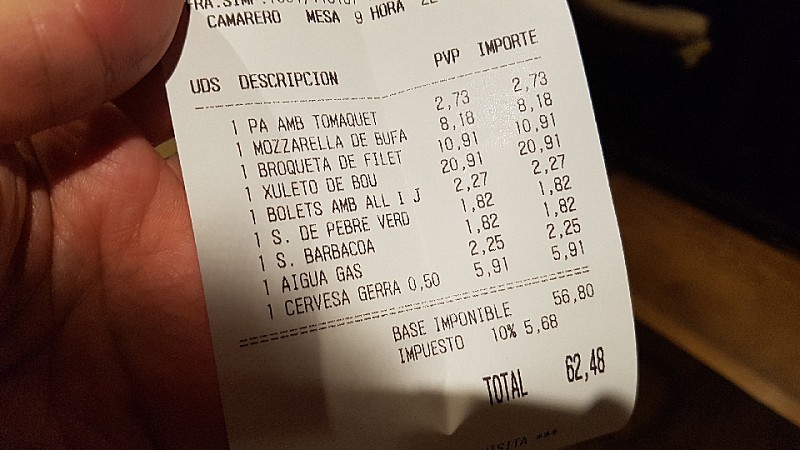 CAMARERO MESA 9 HORA
UDS DESCRIPCION PVP IMPORTE
1 PA AMB TOMAQUET 2,73 2,73
1 MOZZARELLA DE BUFA 8,18 8,18
1 BROQUETA DE FILET 10,91 10,91
1 XULETO DE BOU 20,91 20,91
1 BOLETS AMB ALL I J 2,27 2,27
1 S. DE PEBRE VERD 1,82 1,82
1 S. BARBACOA 1,82 1,82
1 AIGUA GAS 2,25 2,25
1 CERVESA GERRA 0,50 5,91 5,91
BASE IMPONIBLE 56,80
IMPUESTO 10% 5,68
TOTAL 62,48
***